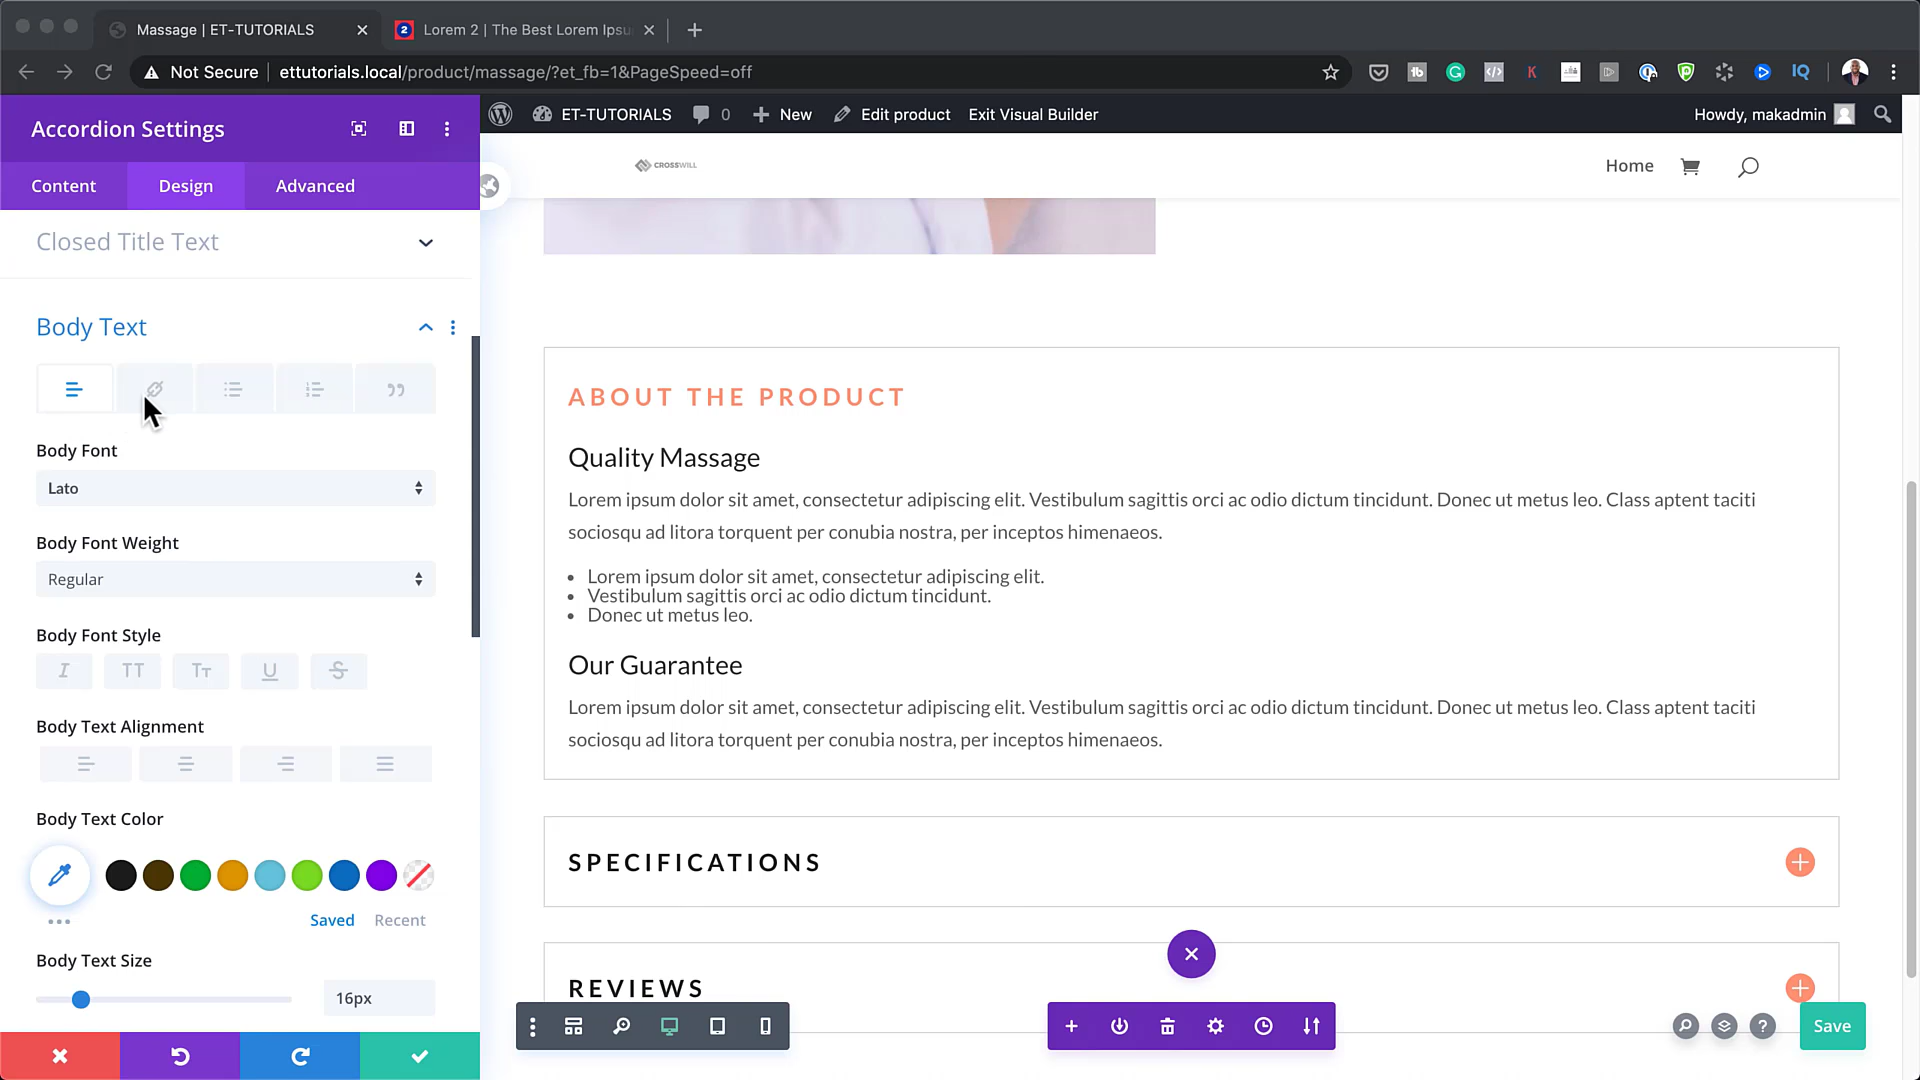 Massage | ET-TUTORIALS
2 Lorem 2 | The Best Lorem Ipsu
Not Secure
ettutorials.local/product/massage/?et_fb=1&PageSpeed=off
IQ
Accordion Settings
ET-TUTORIALS 0 New Edit product Exit Visual Builder
Howdy, makadmin
CROSSWILL
Home
Content Design Advanced
Closed Title Text
Body Text
Body Font
Lato
Body Font Weight
Regular
Body Font Style
I TT TT U S
Body Text Alignment
Body Text Color
Saved Recent
Body Text Size
16px
ABOUT THE PRODUCT
Quality Massage
Lorem ipsum dolor sit amet, consectetur adipiscing elit. Vestibulum sagittis orci ac odio dictum tincidunt. Donec ut metus leo. Class aptent taciti
sociosqu ad litora torquent per conubia nostra, per inceptos himenaeos.
• Lorem ipsum dolor sit amet, consectetur adipiscing elit.
• Vestibulum sagittis orci ac odio dictum tincidunt.
• Donec ut metus leo.
Our Guarantee
Lorem ipsum dolor sit amet, consectetur adipiscing elit. Vestibulum sagittis orci ac odio dictum tincidunt. Donec ut metus leo. Class aptent taciti
sociosqu ad litora torquent per conubia nostra, per inceptos himenaeos.
SPECIFICATIONS
REVIEWS
Save